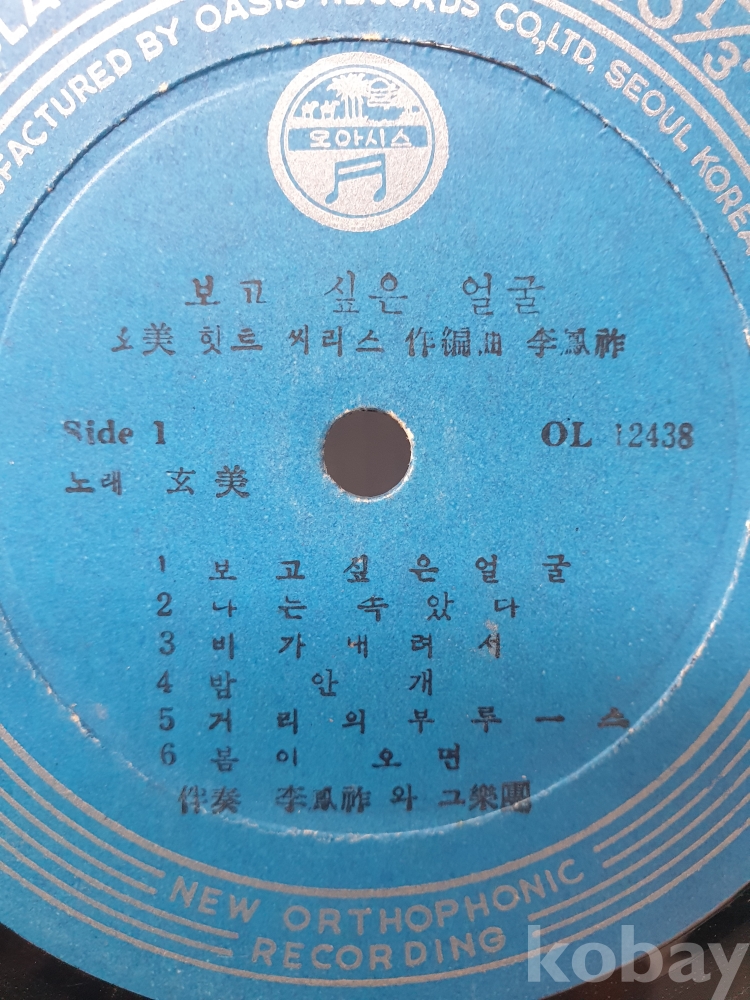 MANUFACTURED BY OASIS RECORDS CO.,LTD. SEOUL KOREA
오아시스
보고 싶은 얼굴
玄美 힛트 씨리스 作編曲 李鳳祚
Side 1
OL 12438
노래 玄美
1 보고싶은얼굴
2 나는속았다
3 비가내려서
4 밤안개
5 거리의부루ー스
6 봄이 오면
伴奏 李鳳祚와 그樂團
NEW ORTHOPHONIC
RECORDING
kobay